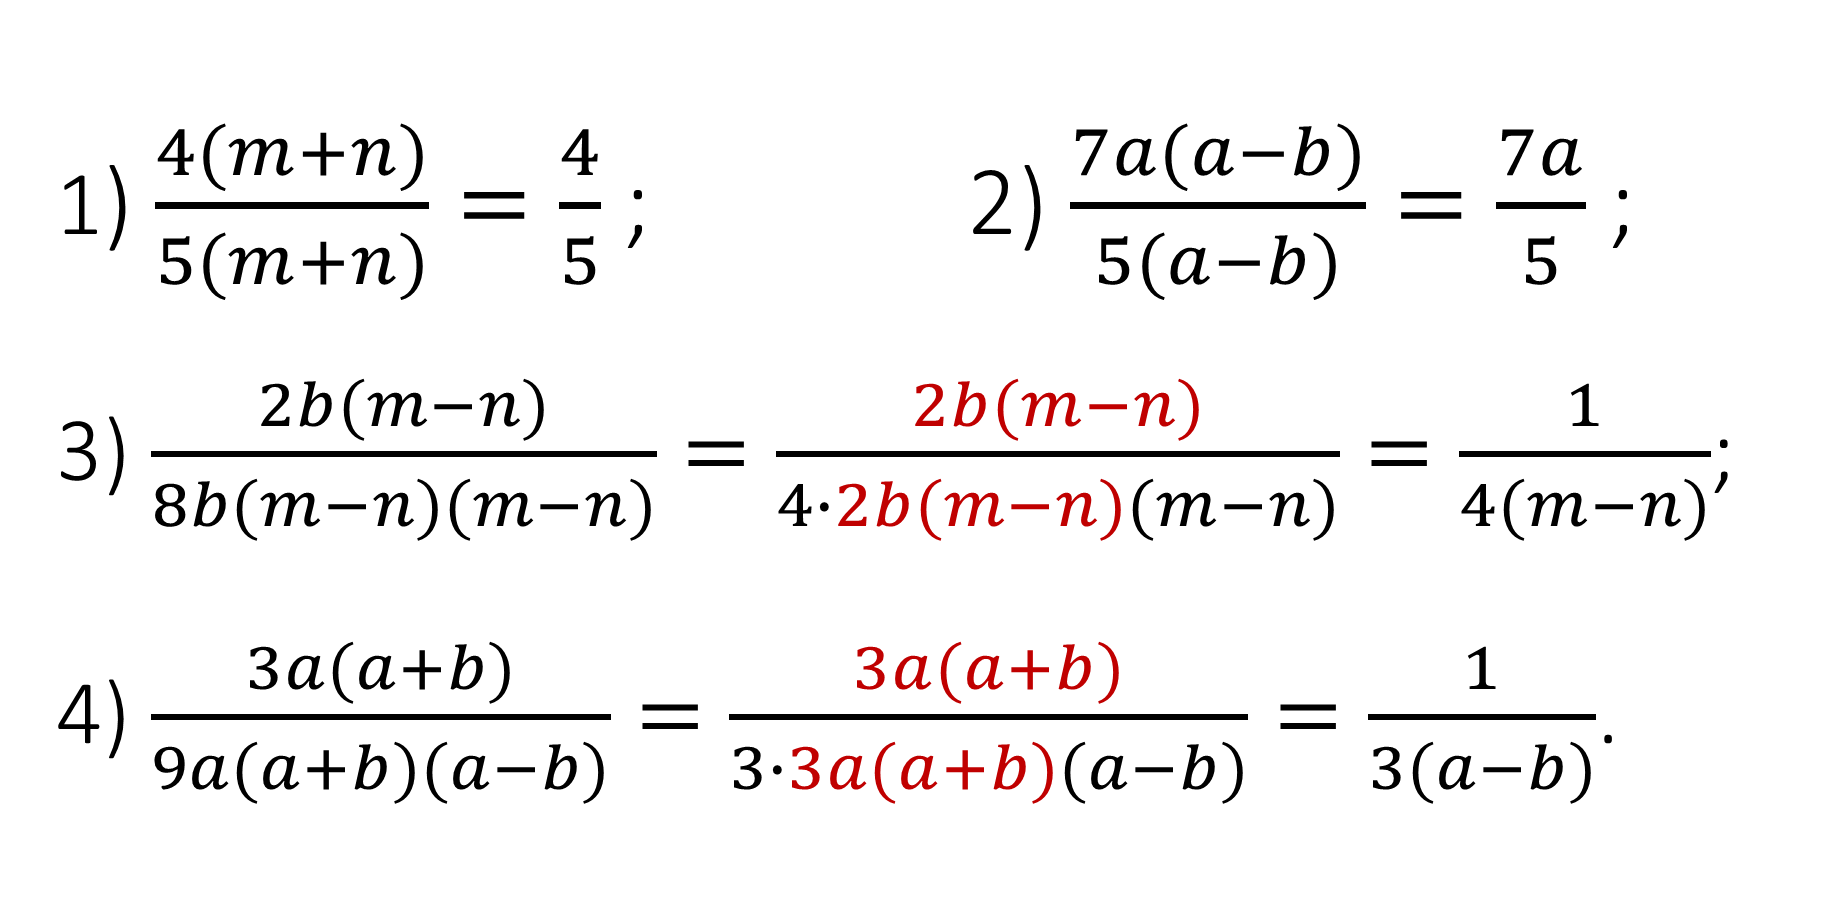 1) 4(m+n)/5(m+n) = 4/5 ; 2) 7a(a−b)/5(a−b) = 7a/5 ;
3) 2b(m−n)/8b(m−n)(m−n) = 2b(m−n)/4·2b(m−n)(m−n) = 1/4(m−n);
4) 3a(a+b)/9a(a+b)(a−b) = 3a(a+b)/3·3a(a+b)(a−b) = 1/3(a−b).